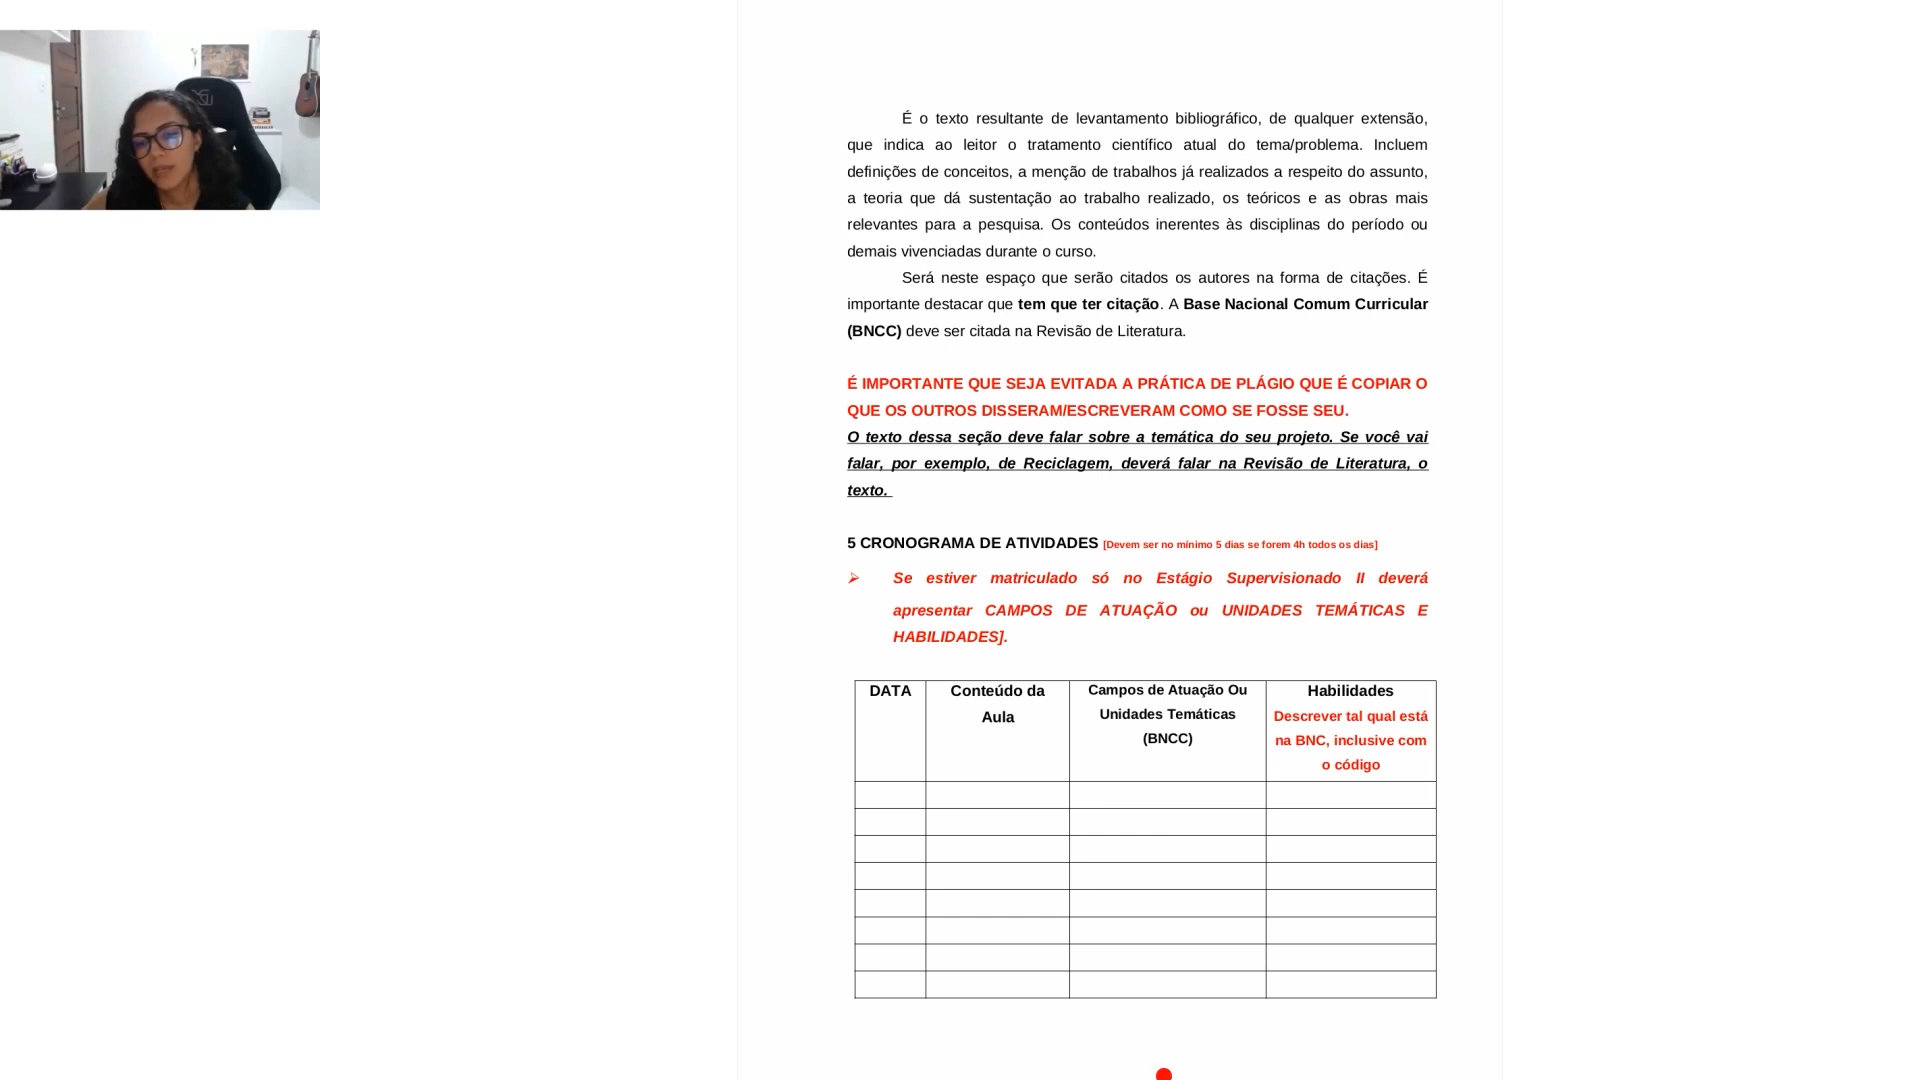 É o texto resultante de levantamento bibliográfico, de qualquer extensão,
que indica ao leitor o tratamento científico atual do tema/problema. Incluem
definições de conceitos, a menção de trabalhos já realizados a respeito do assunto,
a teoria que dá sustentação ao trabalho realizado, os teóricos e as obras mais
relevantes para a pesquisa. Os conteúdos inerentes às disciplinas do período ou
demais vivenciadas durante o curso.
Será neste espaço que serão citados os autores na forma de citações. É
importante destacar que tem que ter citação. A Base Nacional Comum Curricular
(BNCC) deve ser citada na Revisão de Literatura.
É IMPORTANTE QUE SEJA EVITADA A PRÁTICA DE PLÁGIO QUE É COPIAR O
QUE OS OUTROS DISSERAM/ESCREVERAM COMO SE FOSSE SEU.
O texto dessa seção deve falar sobre a temática do seu projeto. Se você vai
falar, por exemplo, de Reciclagem, deverá falar na Revisão de Literatura, o
texto.
5 CRONOGRAMA DE ATIVIDADES [Devem ser no mínimo 5 dias se forem 4h todos os dias]
➢ Se estiver matriculado só no Estágio Supervisionado II deverá
apresentar CAMPOS DE ATUAÇÃO ou UNIDADES TEMÁTICAS E
HABILIDADES].
DATA
Conteúdo da
Aula
Campos de Atuação Ou
Unidades Temáticas
(BNCC)
Habilidades
Descrever tal qual está
na BNC, inclusive com
o código